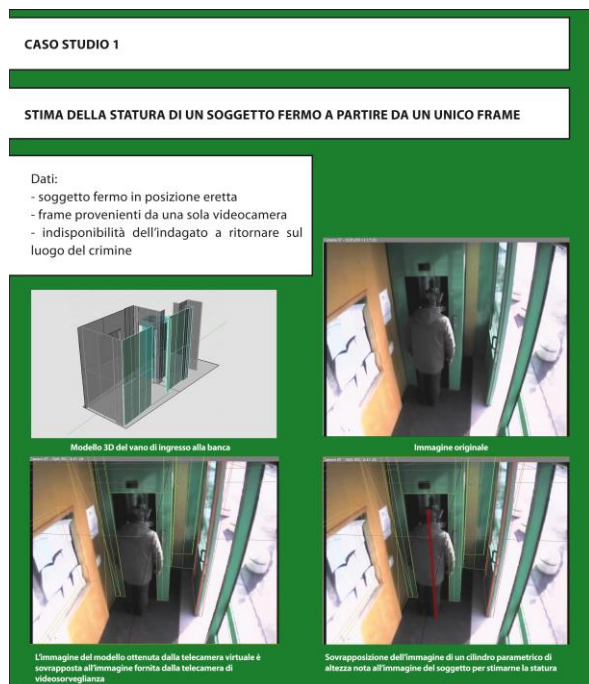 CASO STUDIO 1
STIMA DELLA STATURA DI UN SOGGETTO FERMO A PARTIRE DA UN UNICO FRAME
Dati:
- soggetto fermo in posizione eretta
- frame provenienti da una sola videocamera
- indisponibilità dell'indagato a ritornare sul
luogo del crimine
Modello 3D del vano di ingresso alla banca
Immagine originale
L'immagine del modello ottenuta dalla telecamera virtuale è
sovrapposta all'immagine fornita dalla telecamera di
videosorveglianza
Sovrapposizione dell'immagine di un cilindro parametrico di
altezza nota all'immagine del soggetto per stimarne la statura